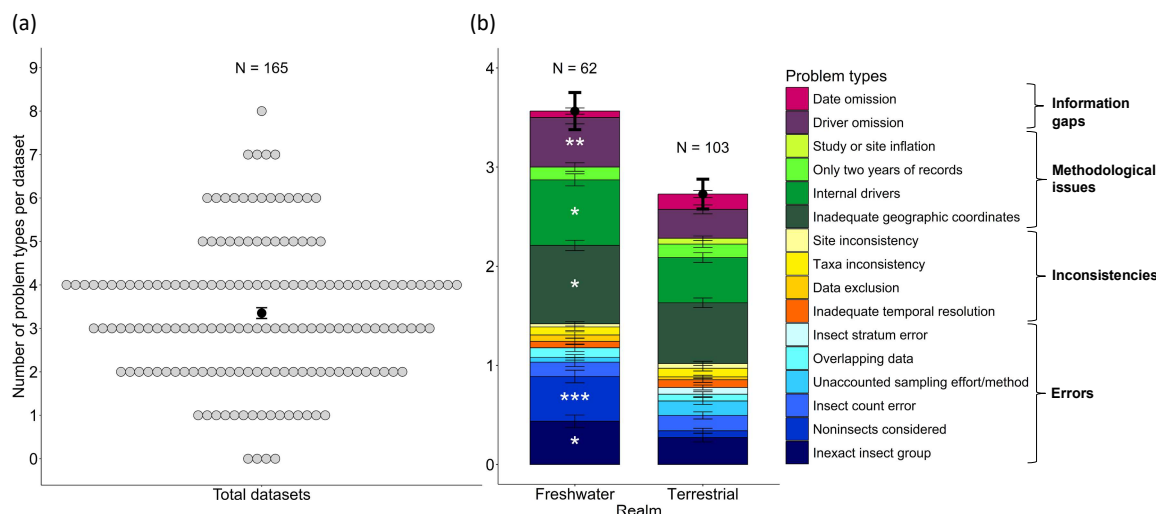 (a)
Number of problem types per dataset
9
8
7
6
5
4
3
2
1
0
N = 165
Total datasets
(b)
4
3
2
1
0
N = 62
N = 103
**
*
*
***
*
Freshwater
Terrestrial
Realm
Problem types
Date omission
Driver omission
Study or site inflation
Only two years of records
Internal drivers
Inadequate geographic coordinates
Site inconsistency
Taxa inconsistency
Data exclusion
Inadequate temporal resolution
Insect stratum error
Overlapping data
Unaccounted sampling effort/method
Insect count error
Noninsects considered
Inexact insect group
Information
gaps
Methodological
issues
Inconsistencies
Errors